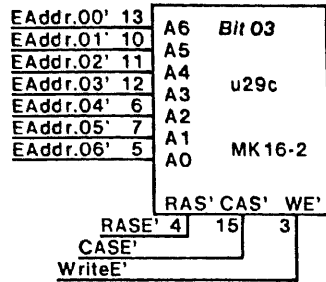 EAddr.00' 13 A6 Bit 03
EAddr.01' 10 A5
EAddr.02' 11 A4 u29c
EAddr.03' 12 A3
EAddr.04' 6 A2
EAddr.05' 7 A1 MK16-2
EAddr.06' 5 A0
RAS' CAS' WE'
RASE' 4 15 3
CASE'
WriteE'